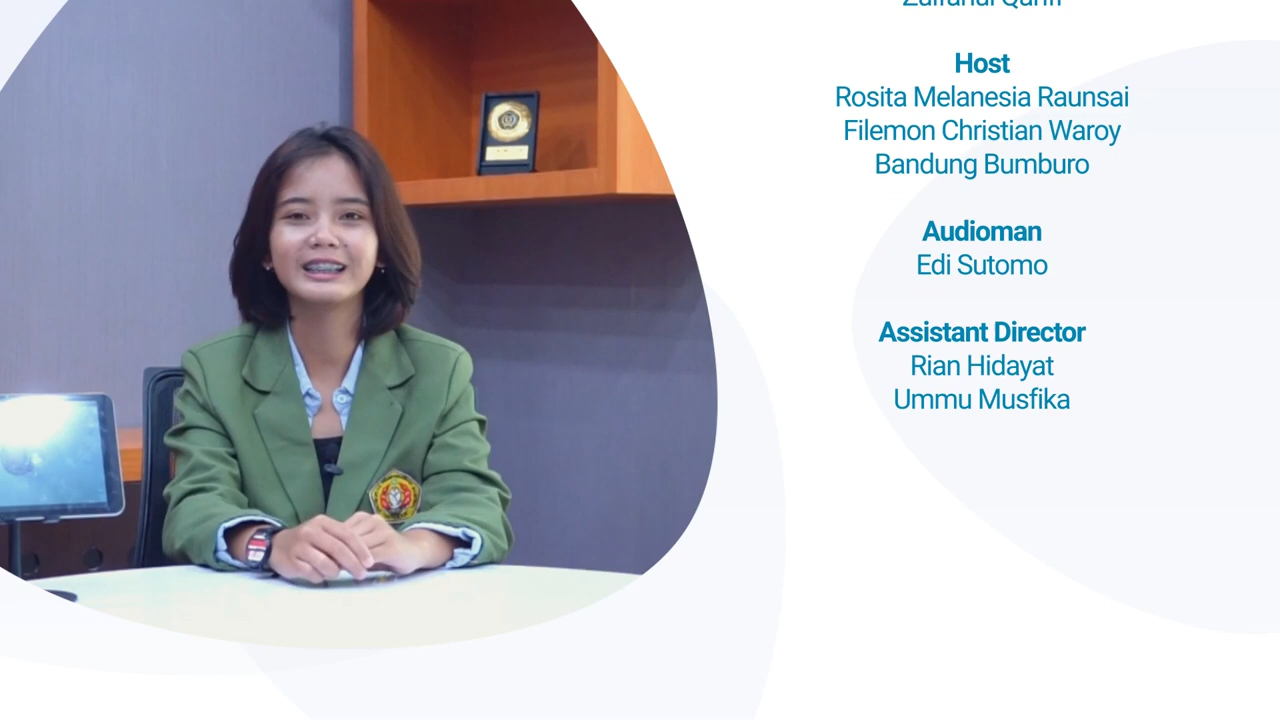 Host
Rosita Melanesia Raunsai
Filemon Christian Waroy
Bandung Bumburo
Audioman
Edi Sutomo
Assistant Director
Rian Hidayat
Ummu Musfika